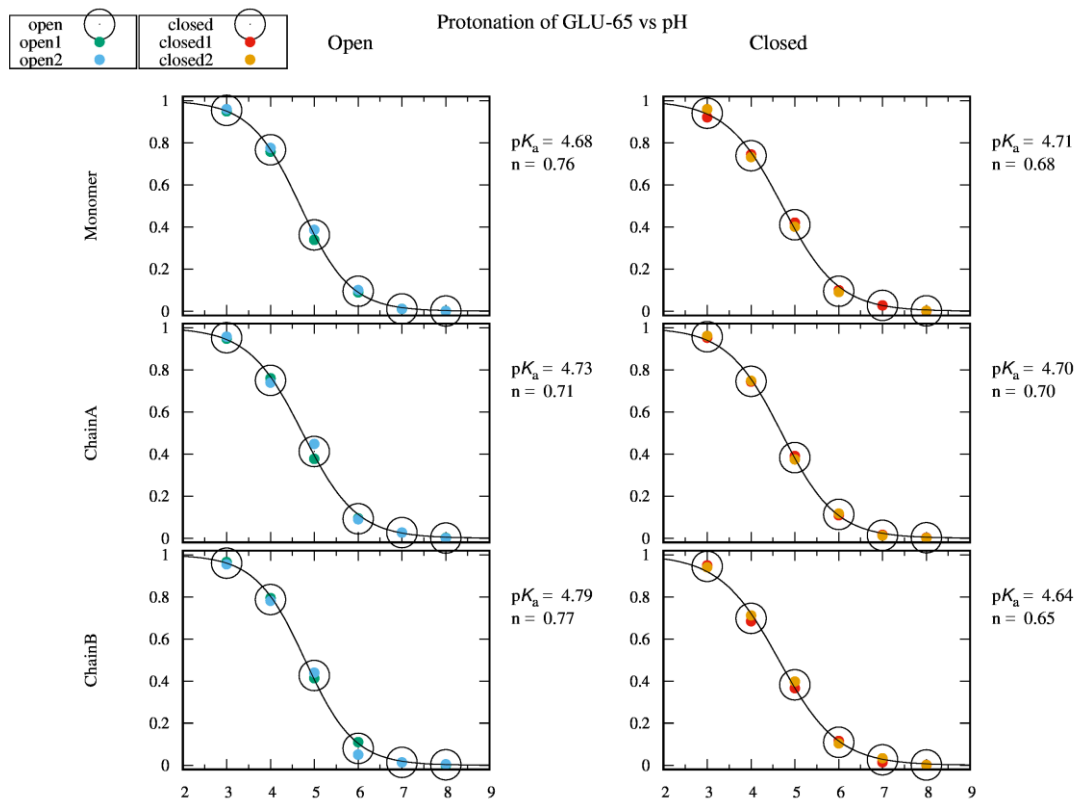 Protonation of GLU-65 vs pH
open
open1
open2
closed
closed1
closed2
Open
Closed
Monomer
1
0.8
0.6
0.4
0.2
0
pKa = 4.68
n = 0.76
1
0.8
0.6
0.4
0.2
0
pKa = 4.71
n = 0.68
ChainA
1
0.8
0.6
0.4
0.2
0
pKa = 4.73
n = 0.71
1
0.8
0.6
0.4
0.2
0
pKa = 4.70
n = 0.70
ChainB
1
0.8
0.6
0.4
0.2
0
2 3 4 5 6 7 8 9
pKa = 4.79
n = 0.77
1
0.8
0.6
0.4
0.2
0
2 3 4 5 6 7 8 9
pKa = 4.64
n = 0.65